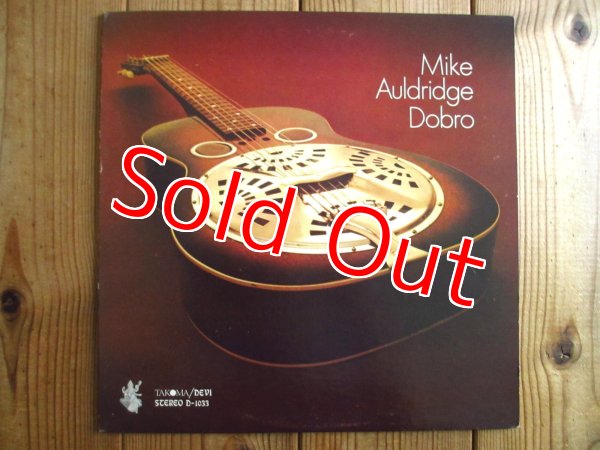 Mike
Auldridge
Dobro
Sold Out
TAKOMA/DEVI
STEREO D-1033